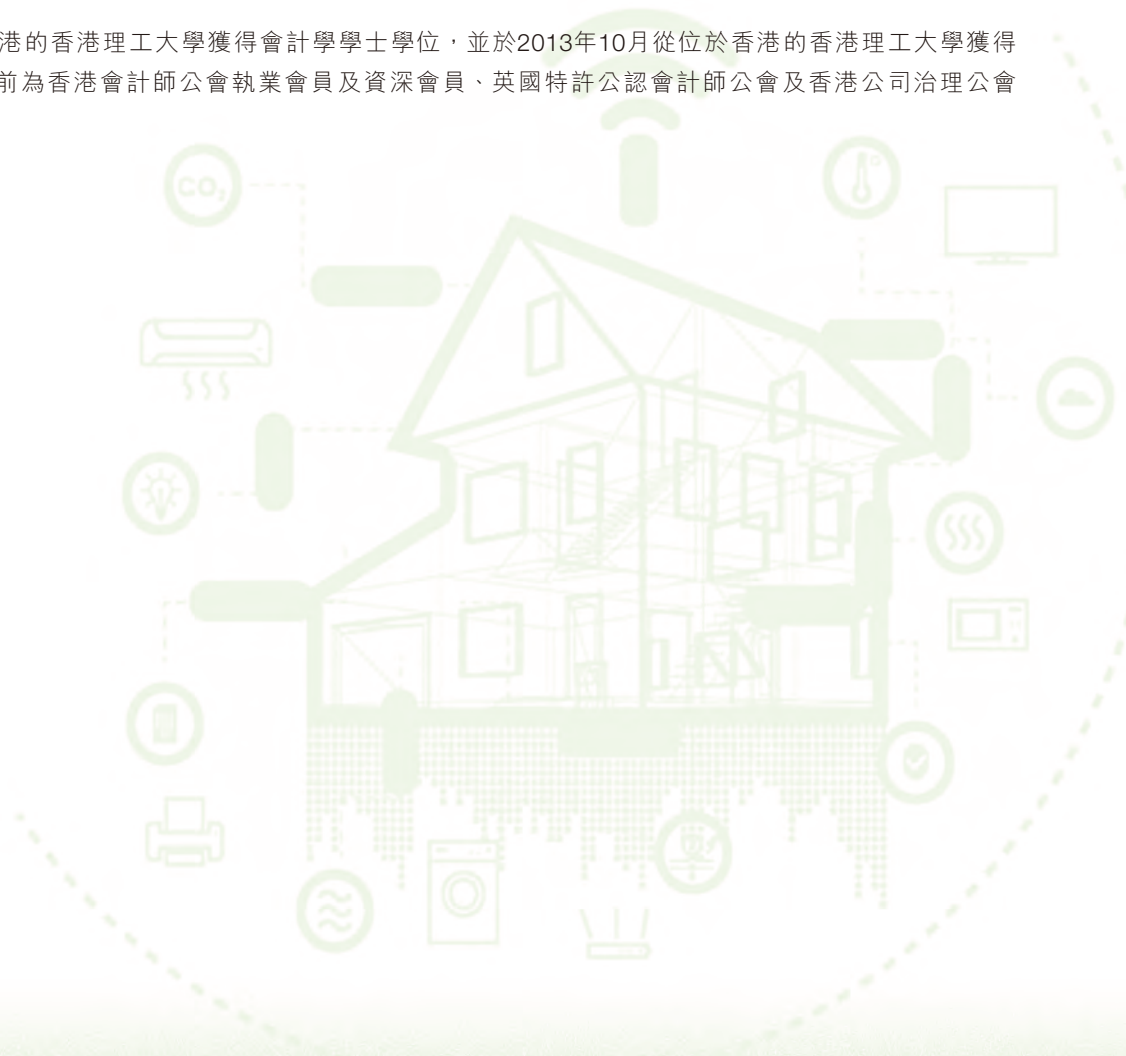 港的香港理工大學獲得會計學學士學位，並於2013年10月從位於香港的香港理工大學獲得
前為香港會計師公會執業會員及資深會員、英國特許公認會計師公會及香港公司治理公會
CO₂